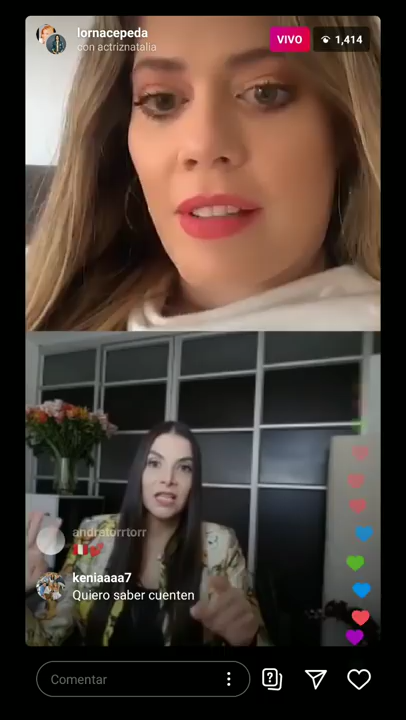 lornacepeda
con actriznatalia
VIVO
1,414
andratorrtorr
🇵🇪💕
keniaaaa7
Quiero saber cuenten
Comentar